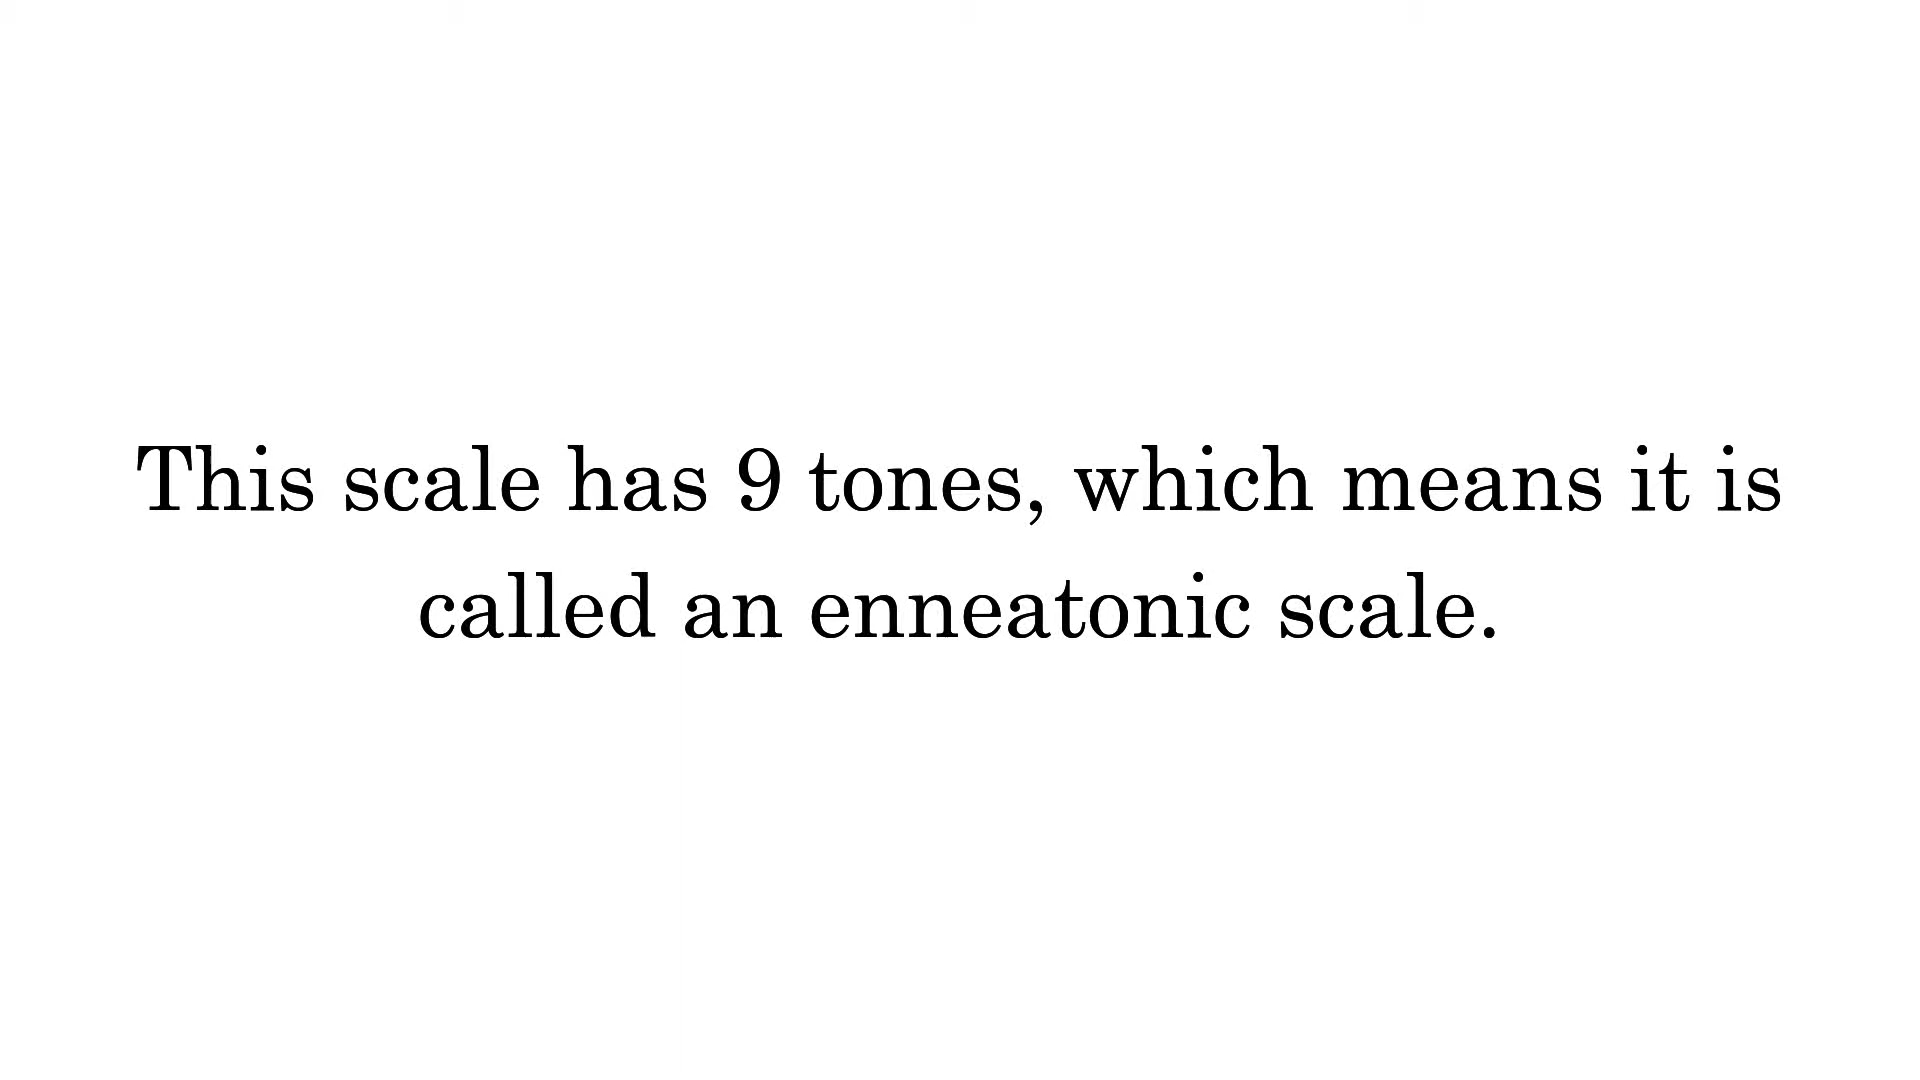 This scale has 9 tones, which means it is
called an enneatonic scale.